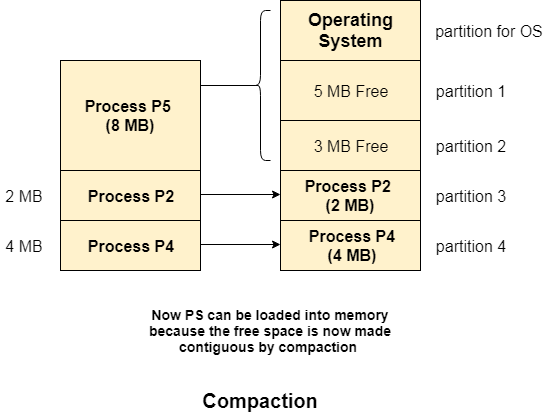 Operating
System
partition for OS
Process P5
(8 MB)
5 MB Free
partition 1
3 MB Free
partition 2
2 MB
Process P2
Process P2
(2 MB)
partition 3
4 MB
Process P4
Process P4
(4 MB)
partition 4
Now PS can be loaded into memory
because the free space is now made
contiguous by compaction
Compaction